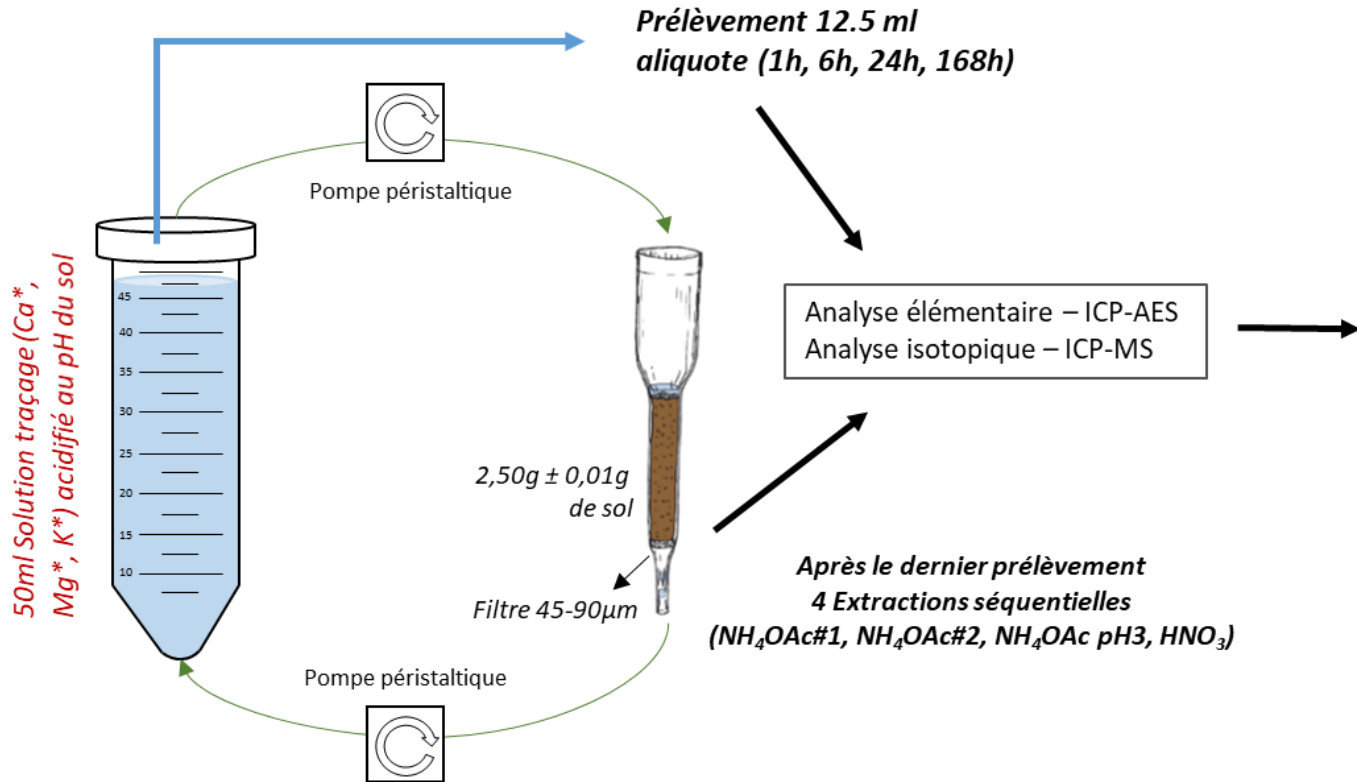 Prélèvement 12.5 ml
aliquote (1h, 6h, 24h, 168h)
Pompe péristaltique
50ml Solution traçage (Ca*,
Mg*, K*) acidifié au pH du sol
45
40
35
30
25
20
15
10
2,50g ± 0,01g
de sol
Filtre 45-90µm
Analyse élémentaire – ICP-AES
Analyse isotopique – ICP-MS
Après le dernier prélèvement
4 Extractions séquentielles
(NH₄OAc#1, NH₄OAc#2, NH₄OAc pH3, HNO₃)
Pompe péristaltique